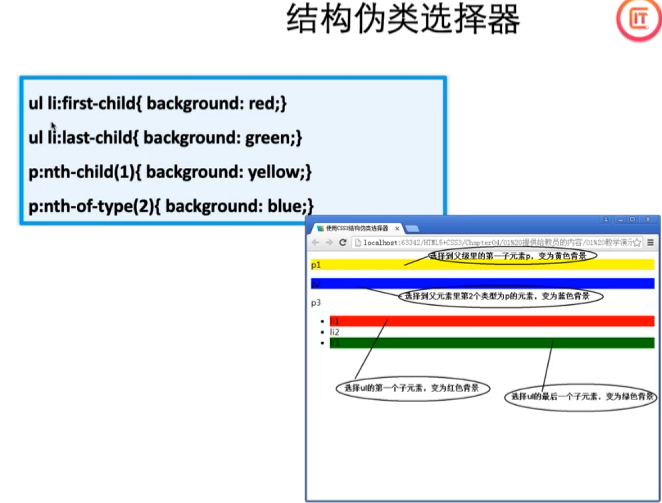 结构伪类选择器
IT
ul li:first-child{ background: red;}
ul li:last-child{ background: green;}
p:nth-child(1){ background: yellow;}
p:nth-of-type(2){ background: blue;}
使用CSS3结构伪类选择器
localhost:63342/HTML5+CSS3/Chapter04/01%20提供给教员的内容/01%20教学演示
选择到父级里的第一子元素p，变为黄色背景
p1
选择到父元素里第2个类型为p的元素，变为蓝色背景
p3
li1
li2
选择ul的第一个子元素，变为红色背景
选择ul的最后一个子元素，变为绿色背景